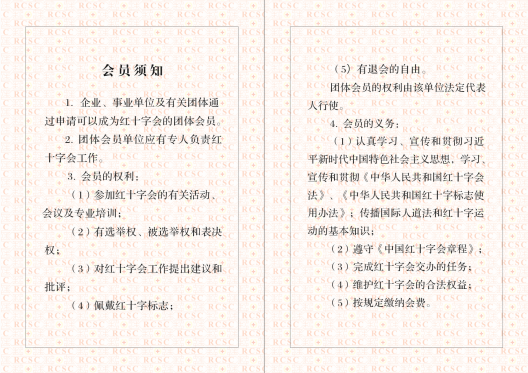 会员须知
1. 企业、事业单位及有关团体通
过申请可以成为红十字会的团体会员。
2. 团体会员单位应有专人负责红
十字会工作。
3. 会员的权利：
（1）参加红十字会的有关活动、
会议及专业培训；
（2）有选举权、被选举权和表决
权；
（3）对红十字会工作提出建议和
批评；
（4）佩戴红十字标志；
（5）有退会的自由。
团体会员的权利由该单位法定代表
人行使。
4. 会员的义务：
（1）认真学习、宣传和贯彻习近
平新时代中国特色社会主义思想，学习、
宣传和贯彻《中华人民共和国红十字会
法》、《中华人民共和国红十字标志使
用办法》；传播国际人道法和红十字运
动的基本知识；
（2）遵守《中国红十字会章程》；
（3）完成红十字会交办的任务；
（4）维护红十字会的合法权益；
（5）按规定缴纳会费。